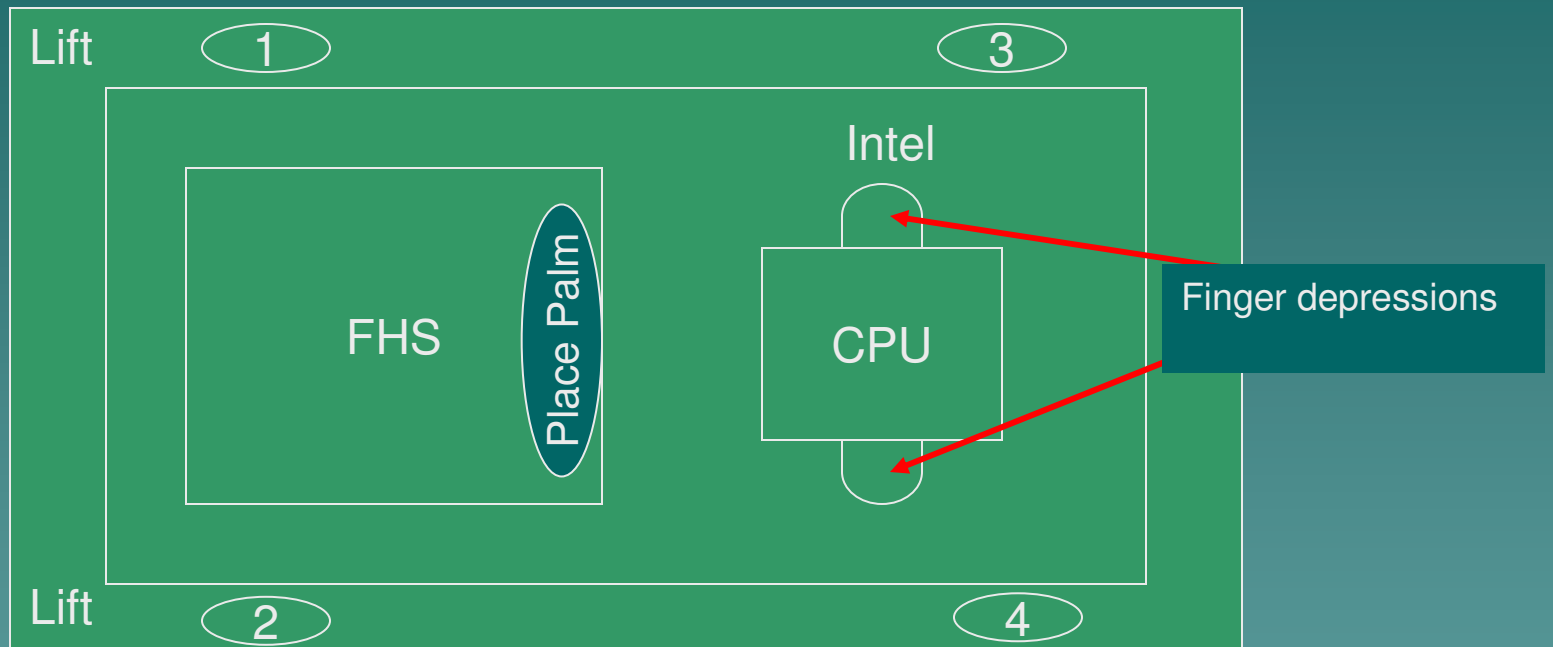 Lift
1
3
Intel
FHS
Place Palm
CPU
Finger depressions
Lift
2
4